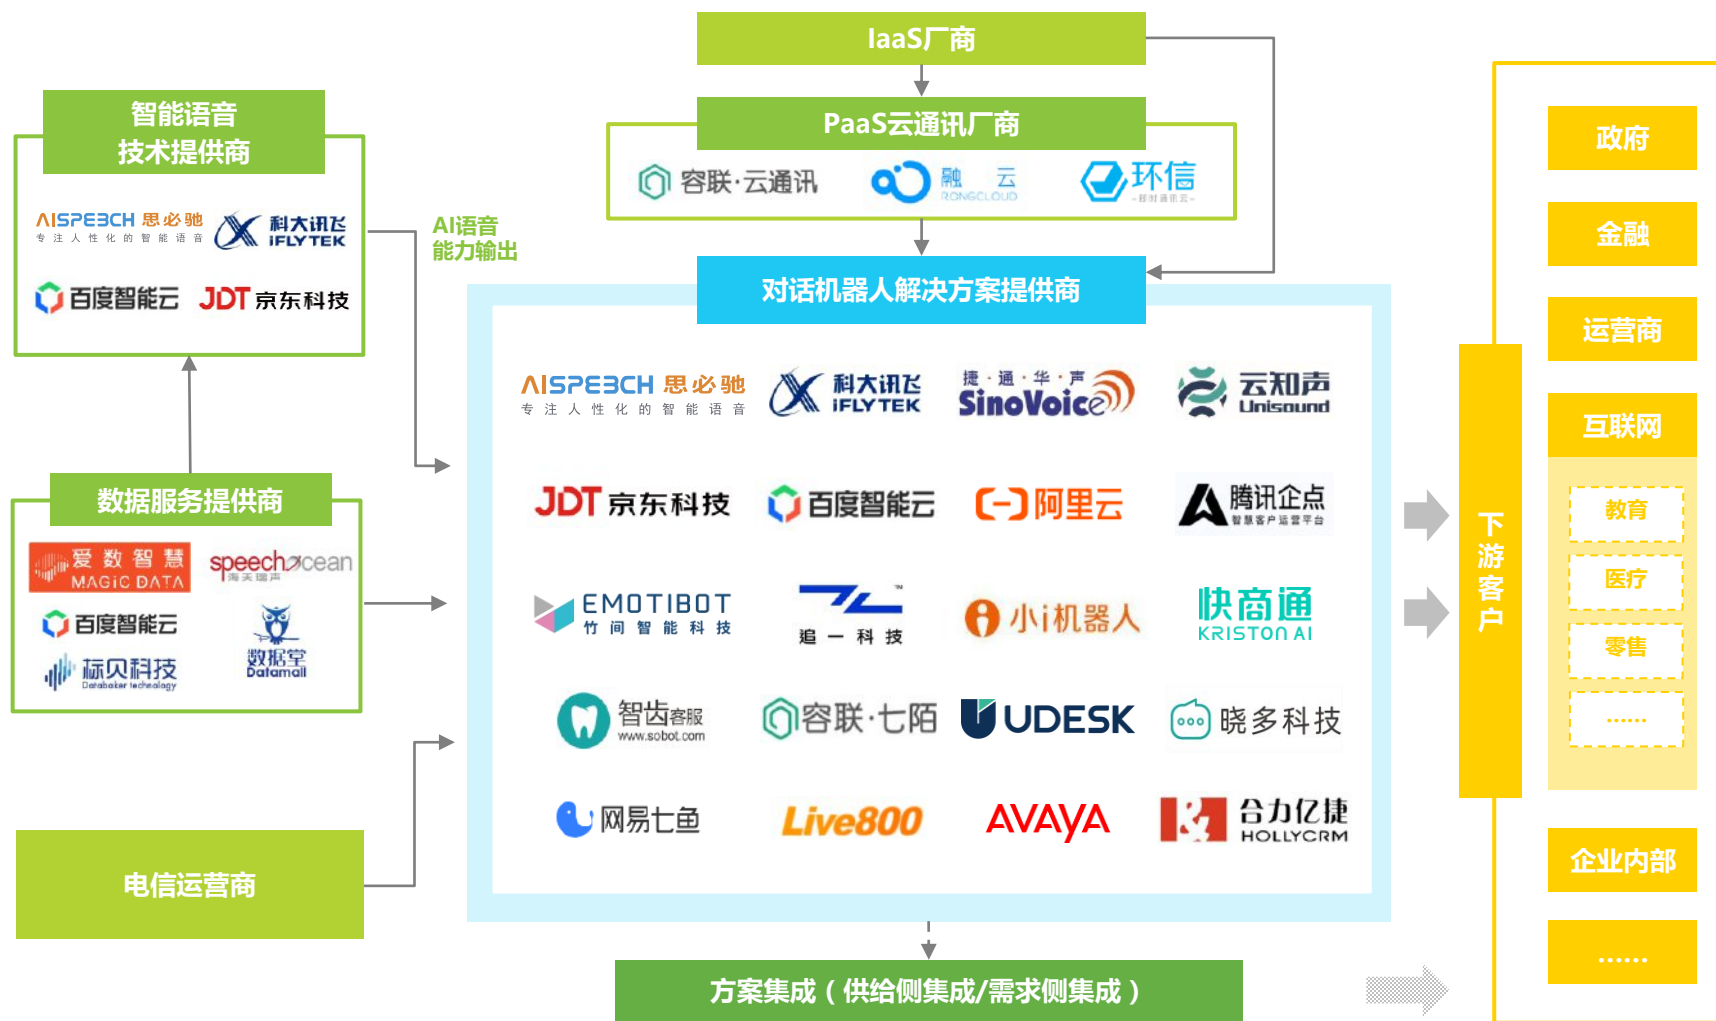 IaaS厂商
PaaS云通讯厂商
容联·云通讯
融 云
RONGCLOUD
环信
-即时通讯云-
智能语音
技术提供商
AISPEECH 思必驰
专注人性化的智能语音
科大讯飞
iFLYTEK
百度智能云
JDT 京东科技
AI语音
能力输出
数据服务提供商
爱数智慧
MAGIC DATA
speechocean
海天瑞声
百度智能云
数据堂
Datamall
标贝科技
Databaker technology
电信运营商
对话机器人解决方案提供商
AISPEECH 思必驰
专注人性化的智能语音
科大讯飞
iFLYTEK
捷·通·华·声
SinoVoice
云知声
Unisound
JDT 京东科技
百度智能云
阿里云
腾讯企点
智慧客户运营平台
EMOTIBOT
竹间智能科技
追一科技
™
小i机器人
快商通
KRISTON AI
智齿客服
www.sobot.com
容联·七陌
UDESK
晓多科技
网易七鱼
Live800
AVAYA
合力亿捷
HOLLYCRM
方案集成（供给侧集成/需求侧集成）
下游客户
政府
金融
运营商
互联网
教育
医疗
零售
······
企业内部
······